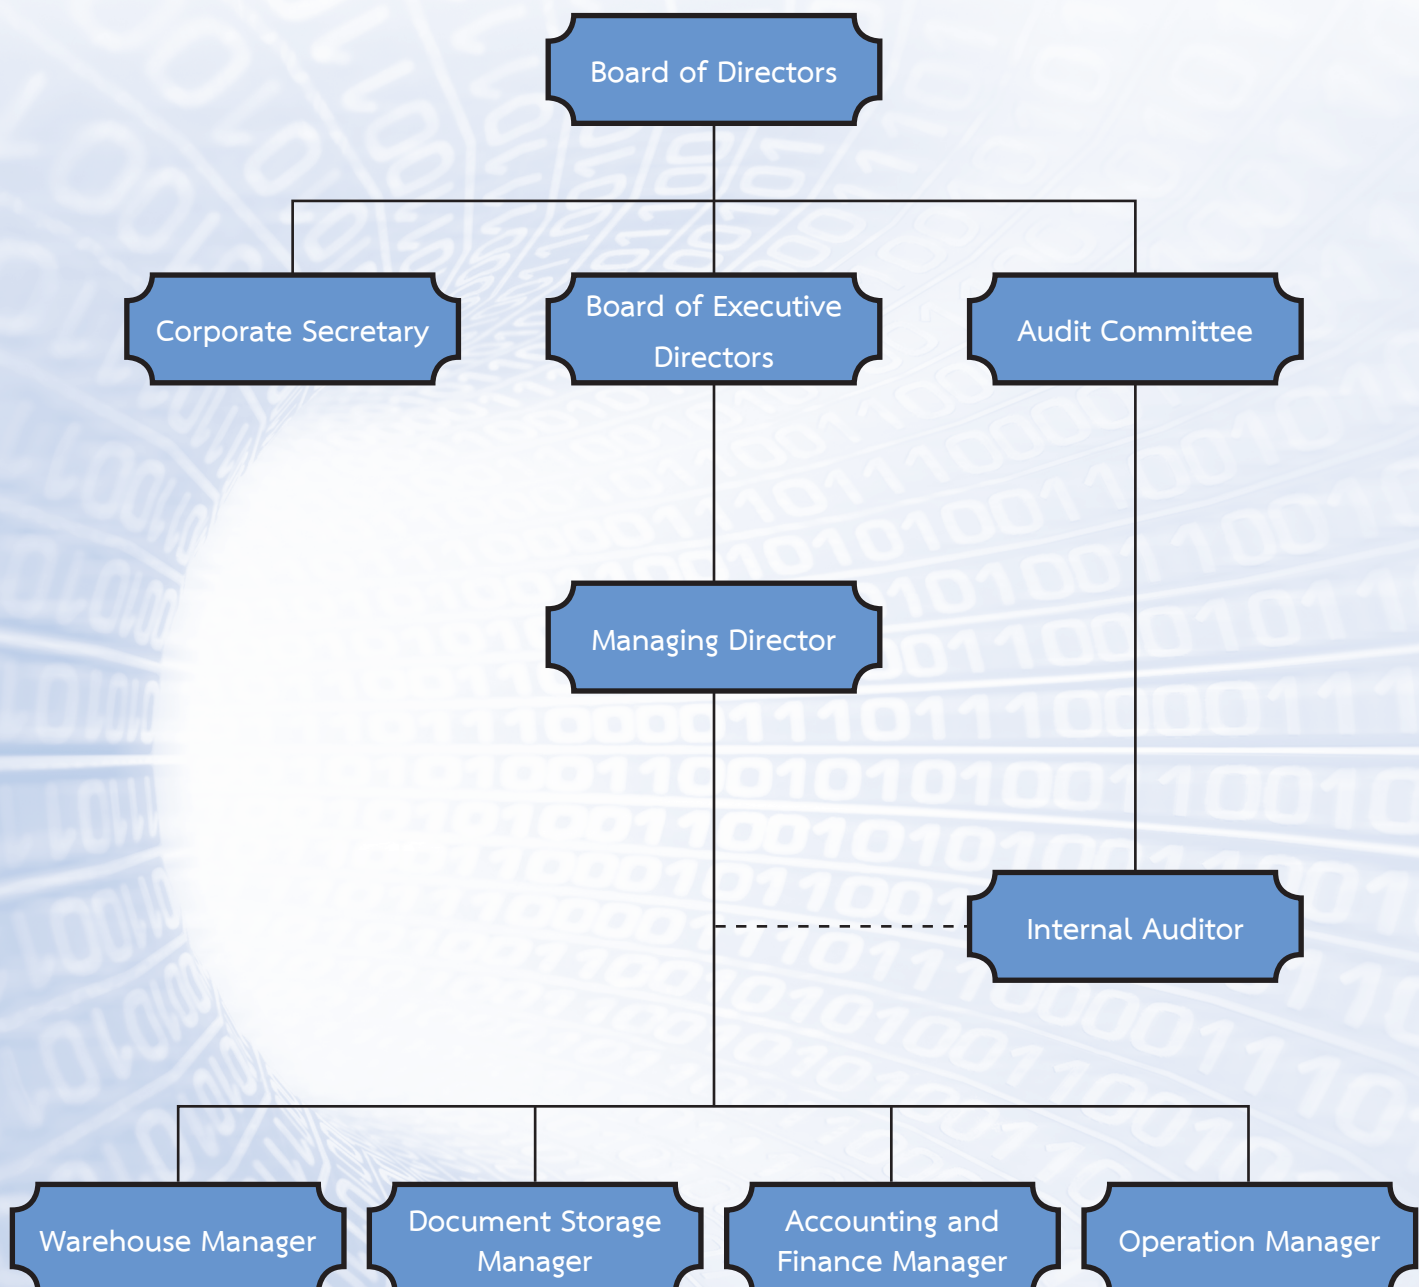 Board of Directors
Corporate Secretary
Board of Executive
Directors
Audit Committee
Managing Director
Internal Auditor
Warehouse Manager
Document Storage
Manager
Accounting and
Finance Manager
Operation Manager